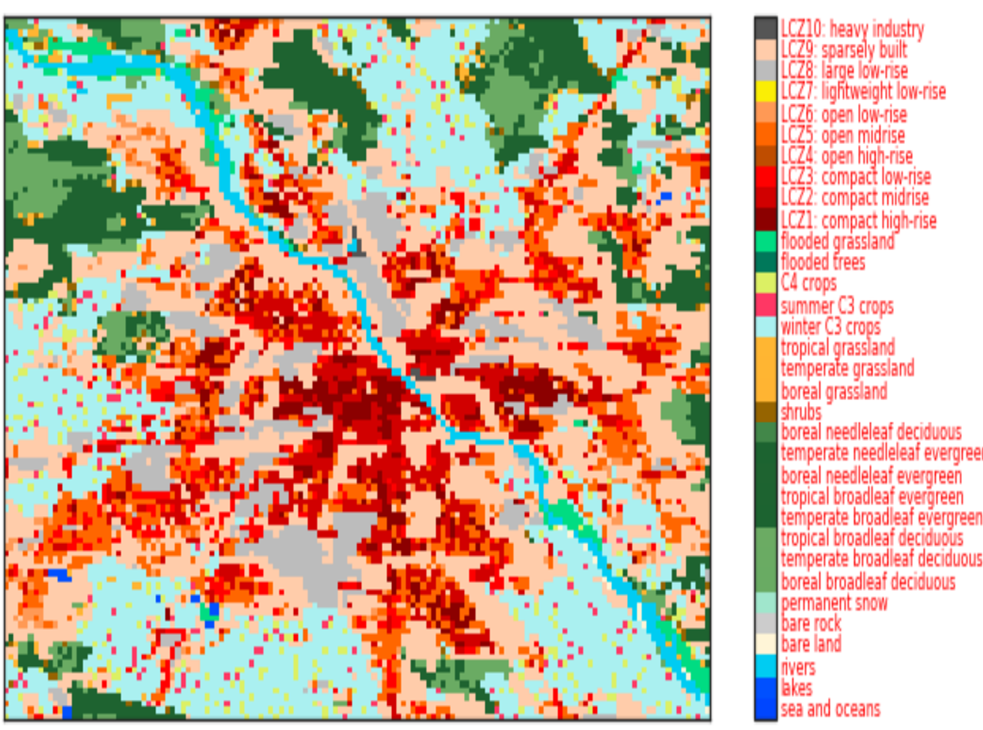 LCZ10: heavy industry
LCZ9: sparsely built
LCZ8: large low-rise
LCZ7: lightweight low-rise
LCZ6: open low-rise
LCZ5: open midrise
LCZ4: open high-rise
LCZ3: compact low-rise
LCZ2: compact midrise
LCZ1: compact high-rise
flooded grassland
flooded trees
C4 crops
summer C3 crops
winter C3 crops
tropical grassland
temperate grassland
boreal grassland
shrubs
boreal needleleaf deciduous
temperate needleleaf evergreen
boreal needleleaf evergreen
tropical broadleaf evergreen
temperate broadleaf evergreen
tropical broadleaf deciduous
temperate broadleaf deciduous
boreal broadleaf deciduous
permanent snow
bare rock
bare land
rivers
lakes
sea and oceans